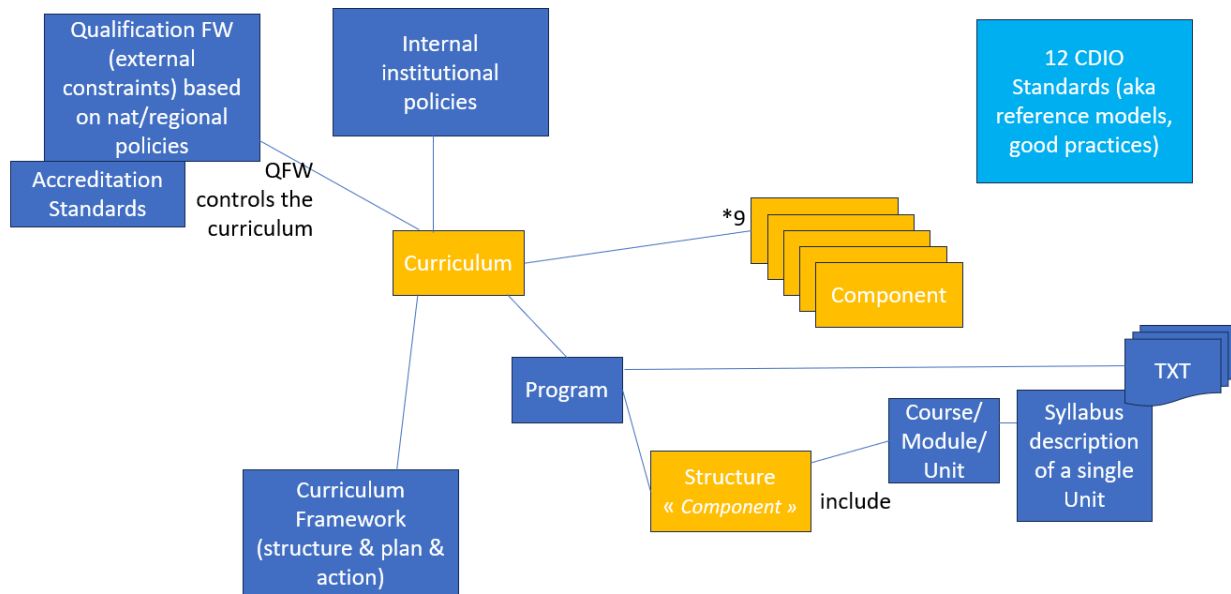 Qualification FW
(external
constraints) based
on nat/regional
policies
Accreditation
Standards
Internal
institutional
policies
12 CDIO
Standards (aka
reference models,
good practices)
QFW
controls the
curriculum
*9
Curriculum
Component
Program
TXT
Course/
Module/
Unit
Syllabus
description
of a single
Unit
Structure
« Component »
include
Curriculum
Framework
(structure & plan &
action)